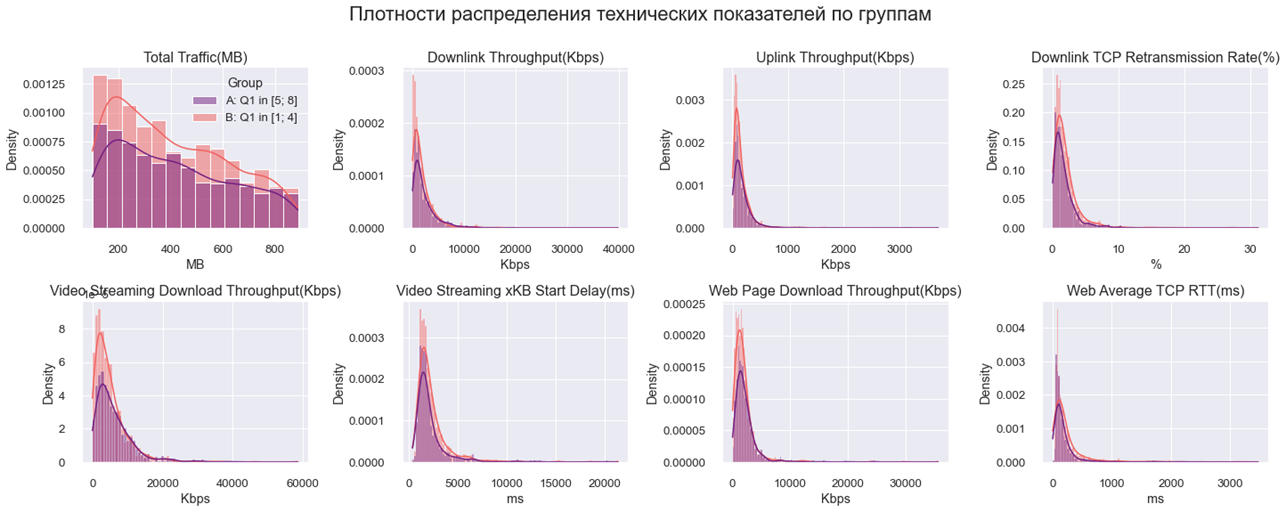 Плотности распределения технических показателей по группам
Total Traffic(MB)
Density
0.00125
0.00100
0.00075
0.00050
0.00025
0.00000
Group
A: Q1 in [5; 8]
B: Q1 in [1; 4]
200 400 600 800
MB
Downlink Throughput(Kbps)
Density
0.0003
0.0002
0.0001
0.0000
0 10000 20000 30000 40000
Kbps
Uplink Throughput(Kbps)
Density
0.003
0.002
0.001
0.000
0 1000 2000 3000
Kbps
Downlink TCP Retransmission Rate(%)
Density
0.25
0.20
0.15
0.10
0.05
0.00
0 10 20 30
%
Video Streaming Download Throughput(Kbps)
Density
8
6
4
2
0
0 20000 40000 60000
Kbps
Video Streaming xKB Start Delay(ms)
Density
0.0003
0.0002
0.0001
0.0000
0 5000 10000 15000 20000
ms
Web Page Download Throughput(Kbps)
Density
0.00025
0.00020
0.00015
0.00010
0.00005
0.00000
0 10000 20000 30000
Kbps
Web Average TCP RTT(ms)
Density
0.004
0.003
0.002
0.001
0.000
0 1000 2000 3000
ms